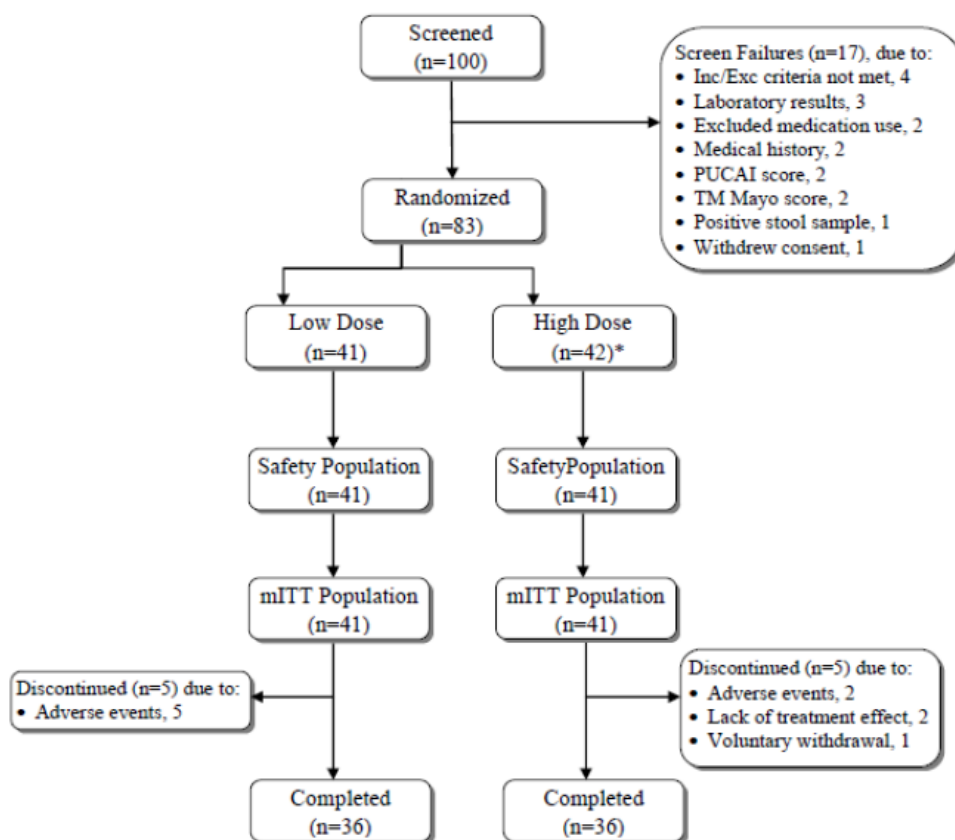 Screened
(n=100)
Screen Failures (n=17), due to:
• Inc/Exc criteria not met, 4
• Laboratory results, 3
• Excluded medication use, 2
• Medical history, 2
• PUCAI score, 2
• TM Mayo score, 2
• Positive stool sample, 1
• Withdrew consent, 1
Randomized
(n=83)
Low Dose
(n=41)
High Dose
(n=42)*
Safety Population
(n=41)
SafetyPopulation
(n=41)
mITT Population
(n=41)
mITT Population
(n=41)
Discontinued (n=5) due to:
• Adverse events, 5
Discontinued (n=5) due to:
• Adverse events, 2
• Lack of treatment effect, 2
• Voluntary withdrawal, 1
Completed
(n=36)
Completed
(n=36)